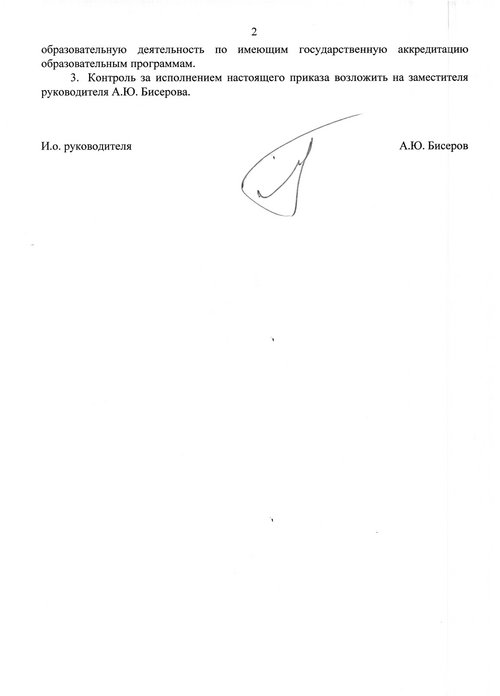 2
образовательную деятельность по имеющим государственную аккредитацию
образовательным программам.
3. Контроль за исполнением настоящего приказа возложить на заместителя
руководителя А.Ю. Бисерова.
И.о. руководителя А.Ю. Бисеров